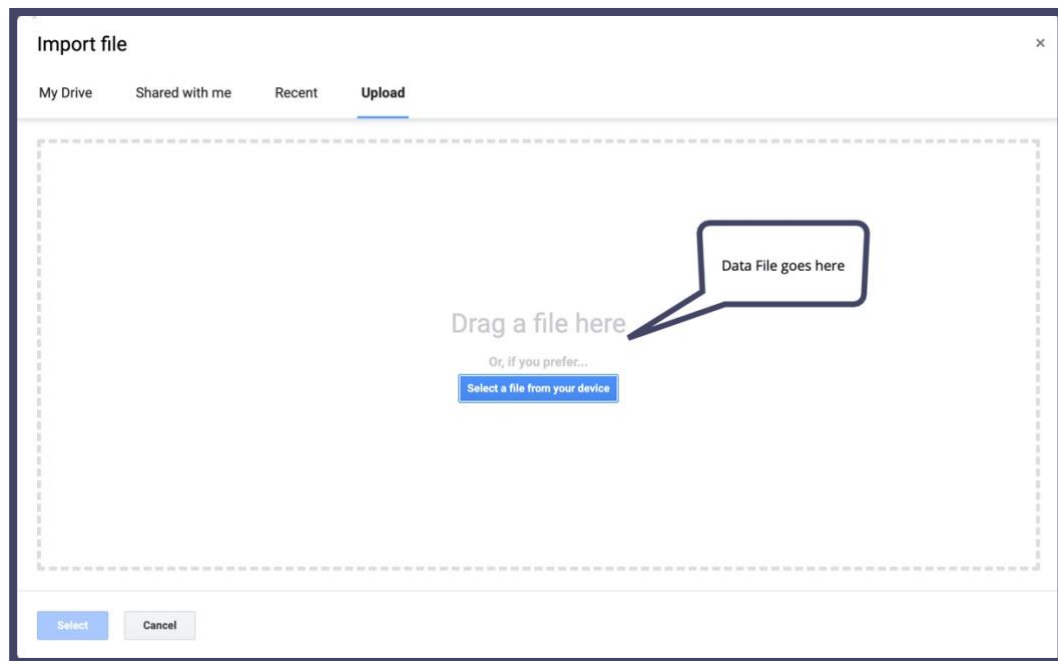 Import file
×
My Drive Shared with me Recent Upload
Data File goes here
Drag a file here
Or, if you prefer...
Select a file from your device
Select Cancel